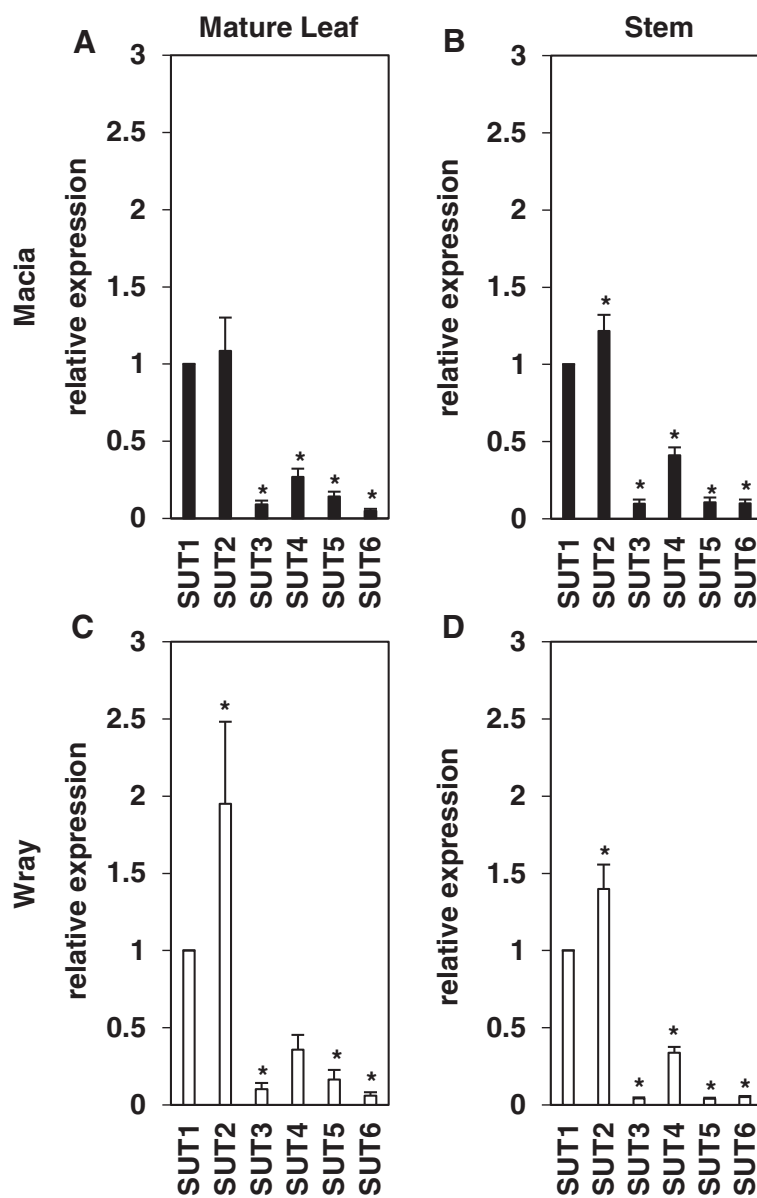 Mature Leaf
Stem
A
B
Macia
relative expression
3
2.5
2
1.5
1
0.5
0
*
*
*
*
SUT1
SUT2
SUT3
SUT4
SUT5
SUT6
relative expression
3
2.5
2
1.5
1
0.5
0
*
*
*
*
*
SUT1
SUT2
SUT3
SUT4
SUT5
SUT6
C
D
Wray
relative expression
3
2.5
2
1.5
1
0.5
0
*
*
*
*
SUT1
SUT2
SUT3
SUT4
SUT5
SUT6
relative expression
3
2.5
2
1.5
1
0.5
0
*
*
*
*
*
SUT1
SUT2
SUT3
SUT4
SUT5
SUT6